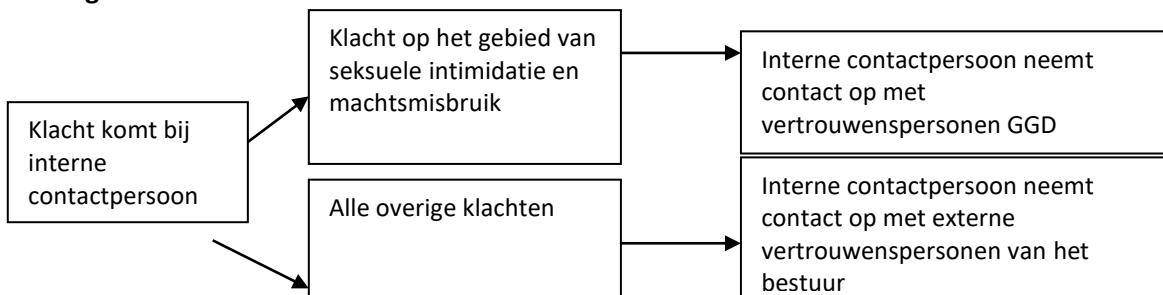 Klacht komt bij
interne
contactpersoon
Klacht op het gebied van
seksuele intimidatie en
machtsmisbruik
Interne contactpersoon neemt
contact op met
vertrouwenspersonen GGD
Alle overige klachten
Interne contactpersoon neemt
contact op met externe
vertrouwenspersonen van het
bestuur